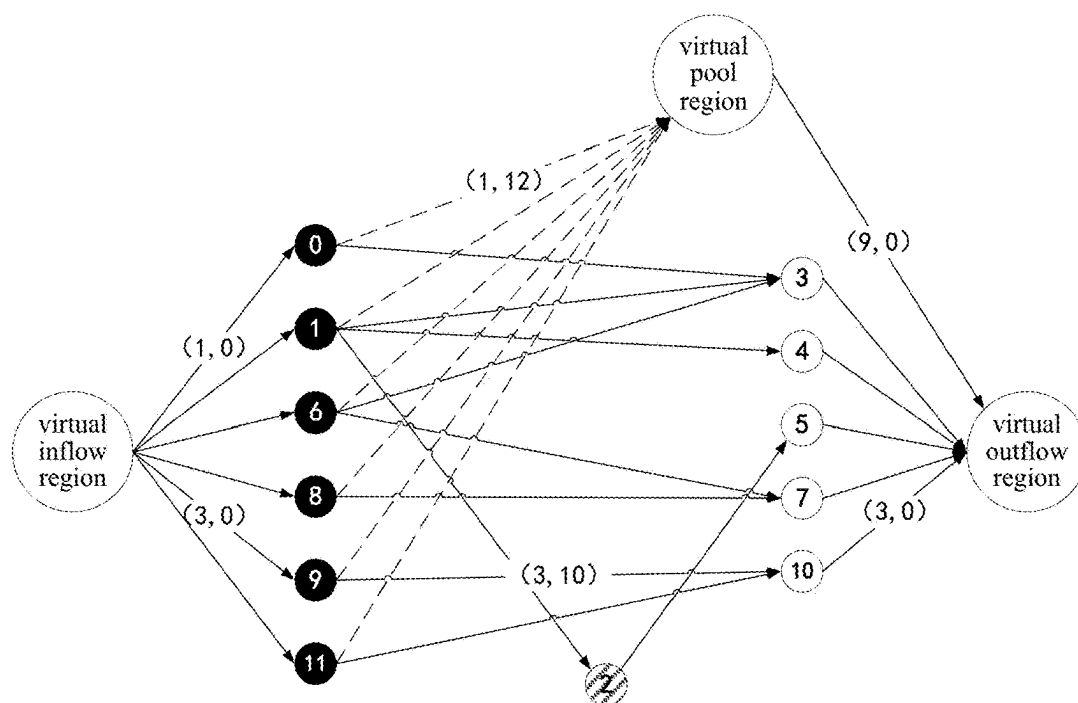 virtual
pool
region
(1,12)
(9,0)
0
3
1
(1,0)
4
6
5
virtual
inflow
region
virtual
outflow
region
8
7
(3,0)
(3,0)
9
(3,10)
10
11
2